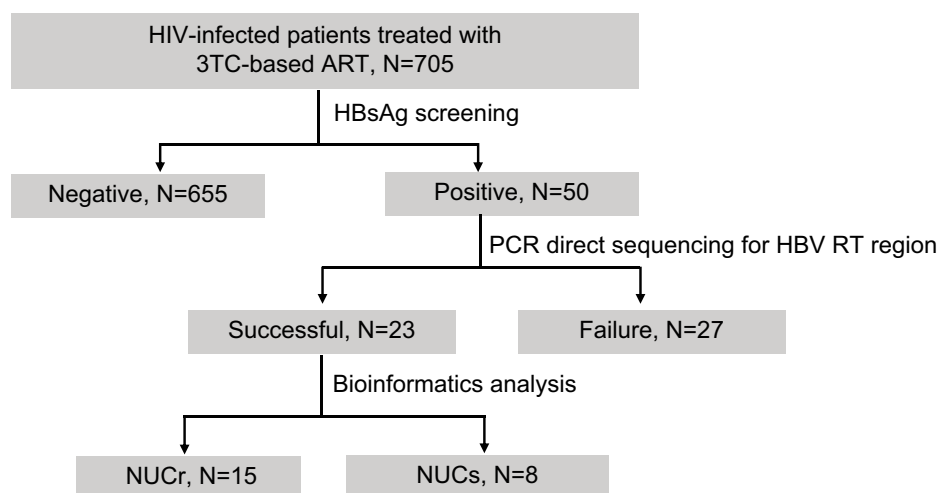 HIV-infected patients treated with
3TC-based ART, N=705
HBsAg screening
Negative, N=655
Positive, N=50
PCR direct sequencing for HBV RT region
Successful, N=23
Failure, N=27
Bioinformatics analysis
NUCr, N=15
NUCs, N=8